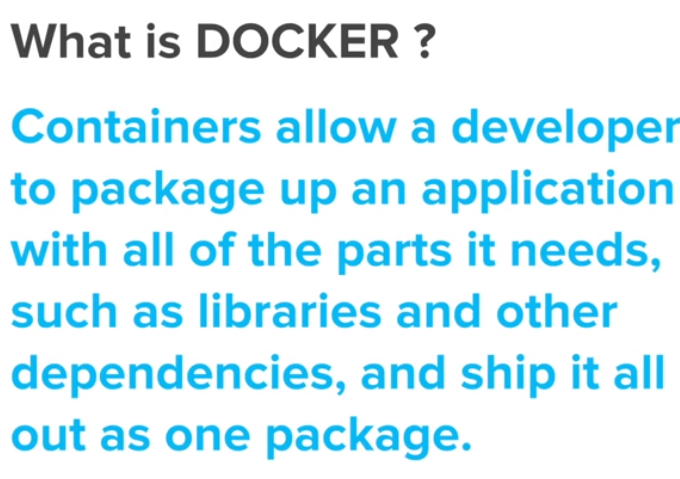 What is DOCKER ?
Containers allow a developer
to package up an application
with all of the parts it needs,
such as libraries and other
dependencies, and ship it all
out as one package.